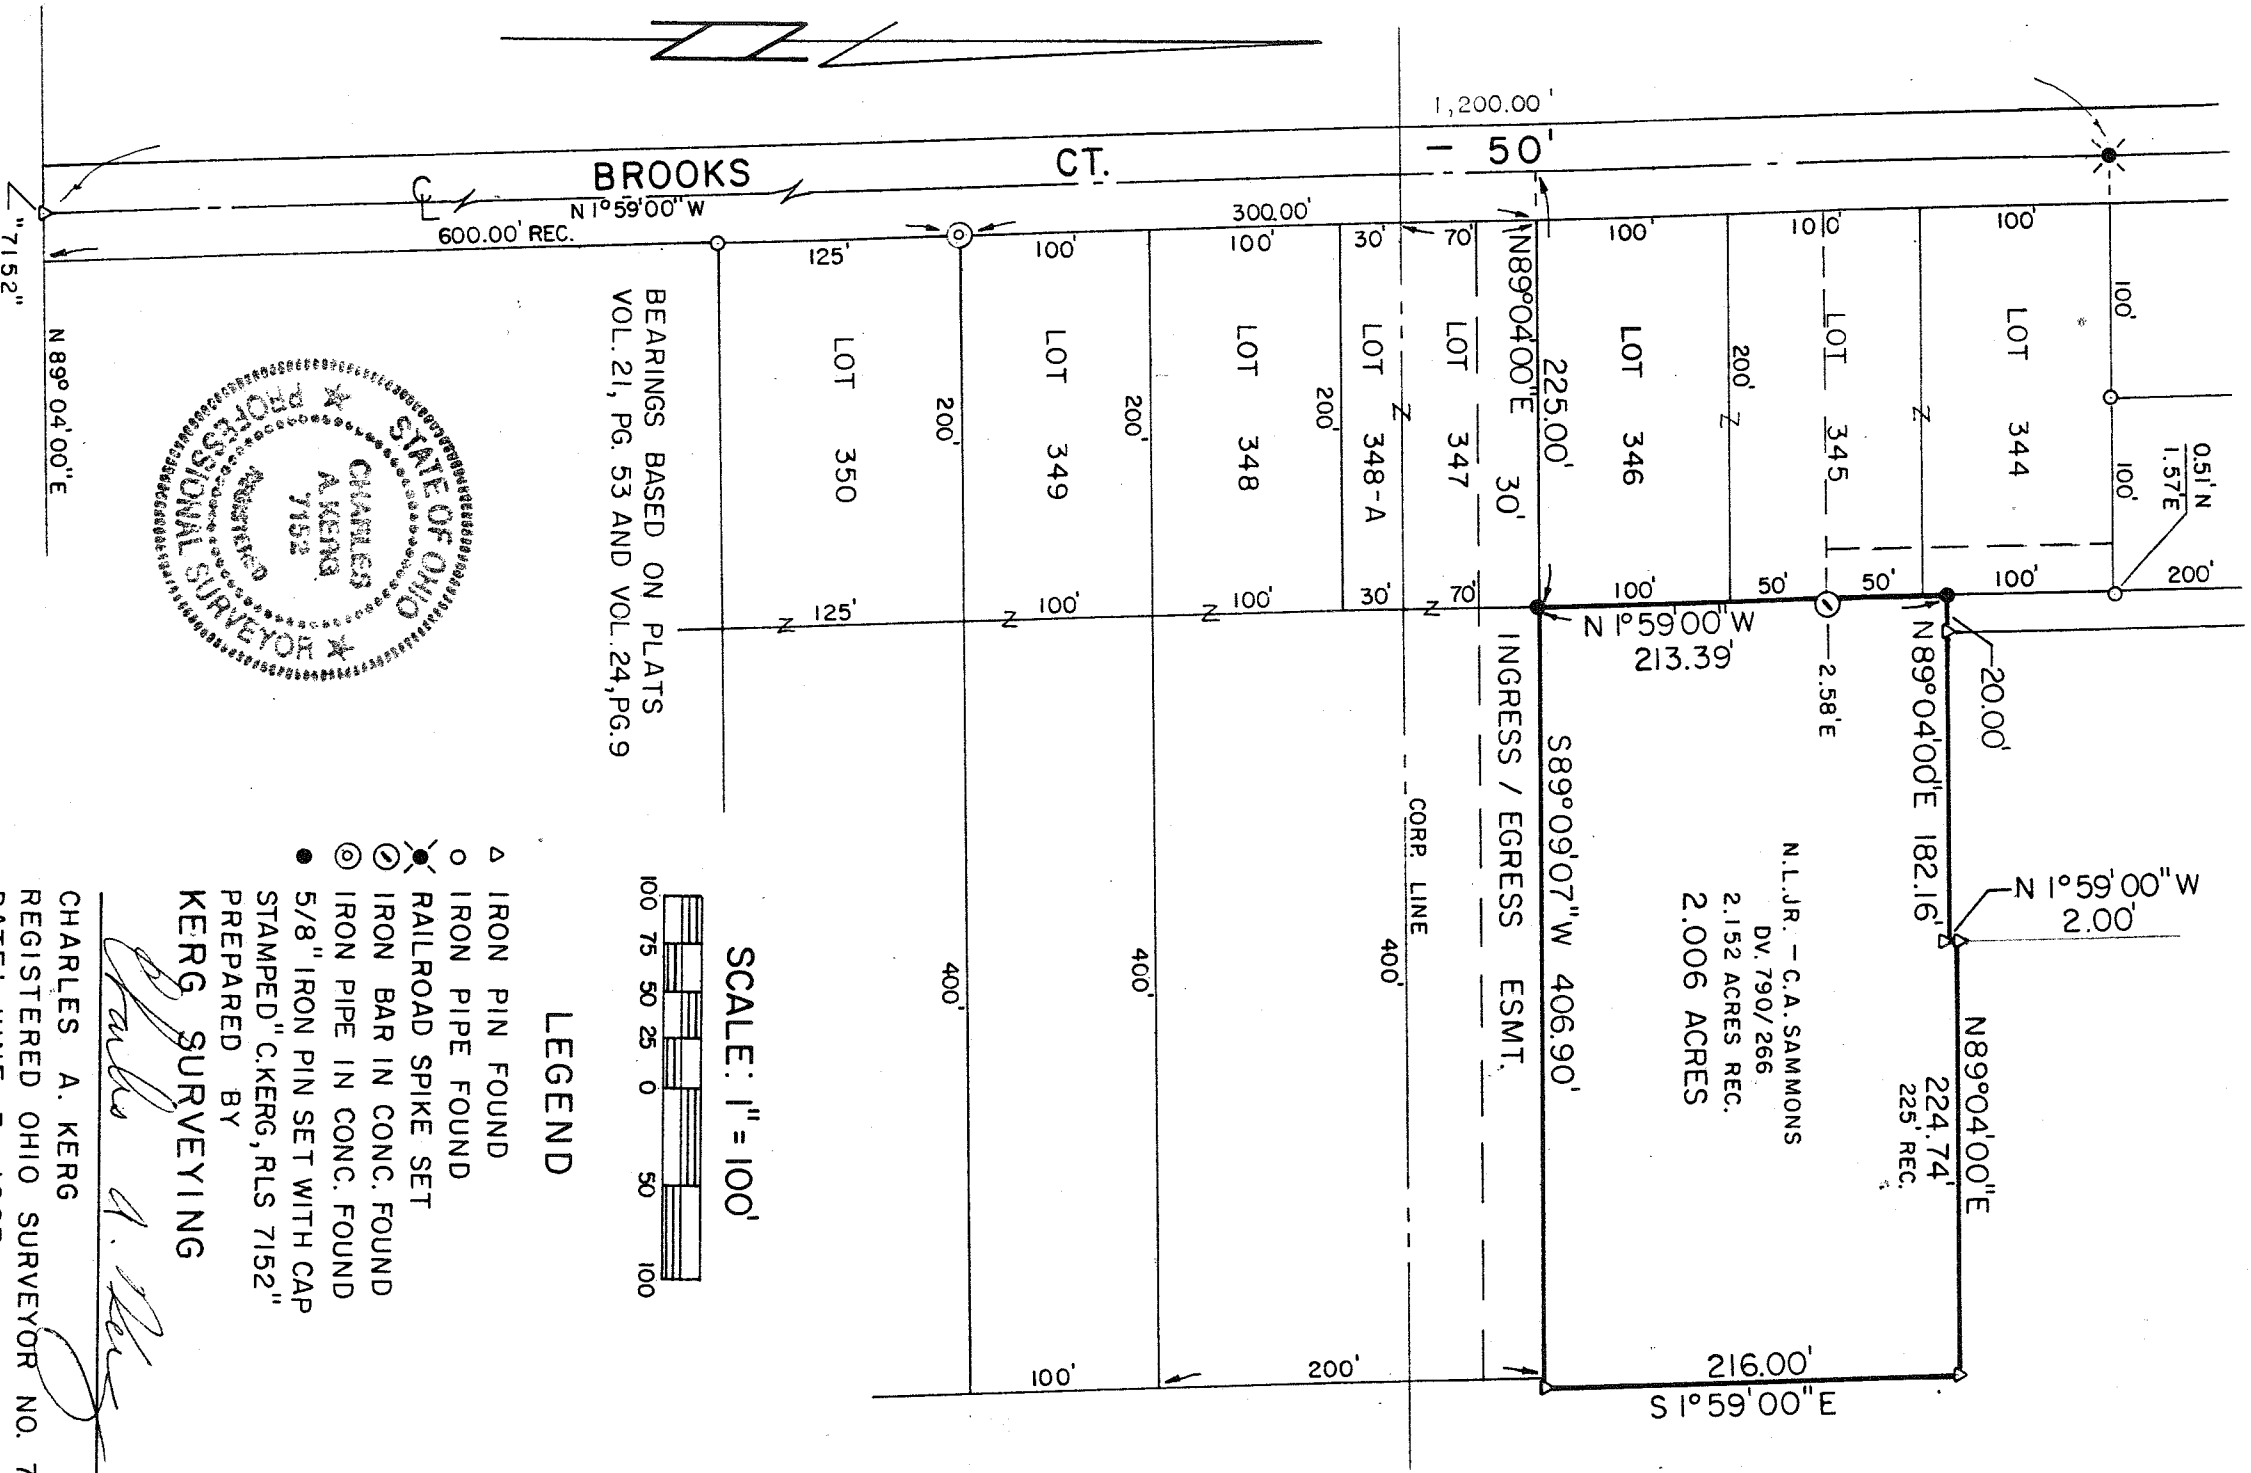 1,200.00'
BROOKS CT. - 50'
℄
N 1°59'00" W
600.00' REC.
300.00'
"7152"
N 89° 04' 00" E
125'
100'
100'
30'
70'
100'
100'
100'
LOT 350
LOT 349
LOT 348
LOT 348-A
LOT 347
LOT 346
LOT 345
LOT 344
200'
200'
200'
200'
100'
100'
0.51' N
1.57' E
200'
N89°04'00"E 30'
225.00'
125'
100'
100'
30'
70'
100'
50'
50'
100'
N 1°59'00" W
213.39'
2.58' E
20.00'
N89°04'00"E 182.16'
N 1°59'00" W
2.00'
N89°04'00"E
224.74'
225' REC.
N.L.JR. - C.A. SAMMONS
DV. 790/266
2.152 ACRES REC.
2.006 ACRES
S89°09'07"W 406.90'
INGRESS / EGRESS ESMT.
CORP. LINE
400'
400'
400'
100'
200'
216.00'
S 1°59'00" E
BEARINGS BASED ON PLATS
VOL. 21, PG. 53 AND VOL. 24, PG. 9
STATE OF OHIO
CHARLES
A. KERG
7152
REGISTERED
PROFESSIONAL SURVEYOR
SCALE: 1" = 100'
100 75 50 25 0 50 100
LEGEND
IRON PIN FOUND
IRON PIPE FOUND
RAILROAD SPIKE SET
IRON BAR IN CONC. FOUND
IRON PIPE IN CONC. FOUND
5/8" IRON PIN SET WITH CAP
STAMPED "C.KERG, RLS 7152"
PREPARED BY
KERG SURVEYING
Charles A. Kerg
CHARLES A. KERG
REGISTERED OHIO SURVEYOR NO. 7